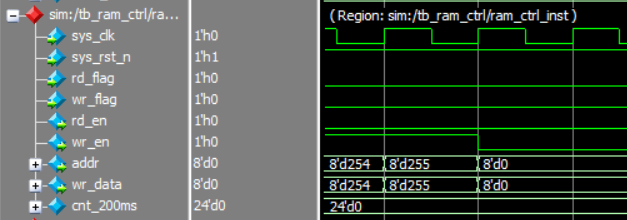 sim:/tb_ram_ctrl/ra... (Region: sim:/tb_ram_ctrl/ram_ctrl_inst )
sys_clk 1'h0
sys_rst_n 1'h1
rd_flag 1'h0
wr_flag 1'h0
rd_en 1'h0
wr_en 1'h0
addr 8'd0 8'd254 8'd255 8'd0
wr_data 8'd0 8'd254 8'd255 8'd0
cnt_200ms 24'd0 24'd0